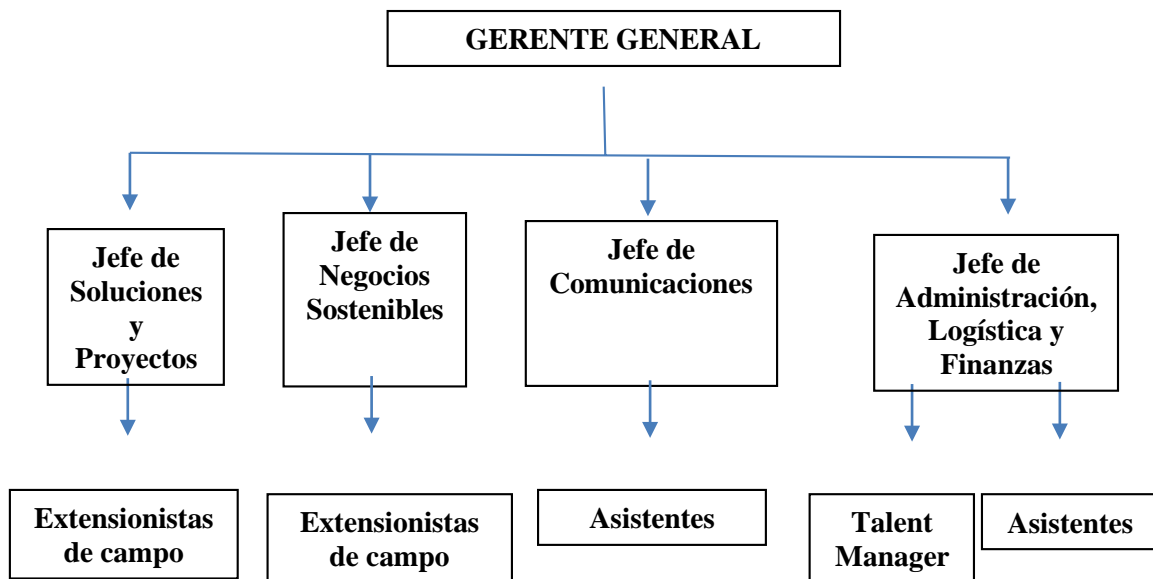 GERENTE GENERAL
Jefe de
Soluciones
y
Proyectos
Jefe de
Negocios
Sostenibles
Jefe de
Comunicaciones
Jefe de
Administración,
Logística y
Finanzas
Extensionistas
de campo
Extensionistas
de campo
Asistentes
Talent
Manager
Asistentes